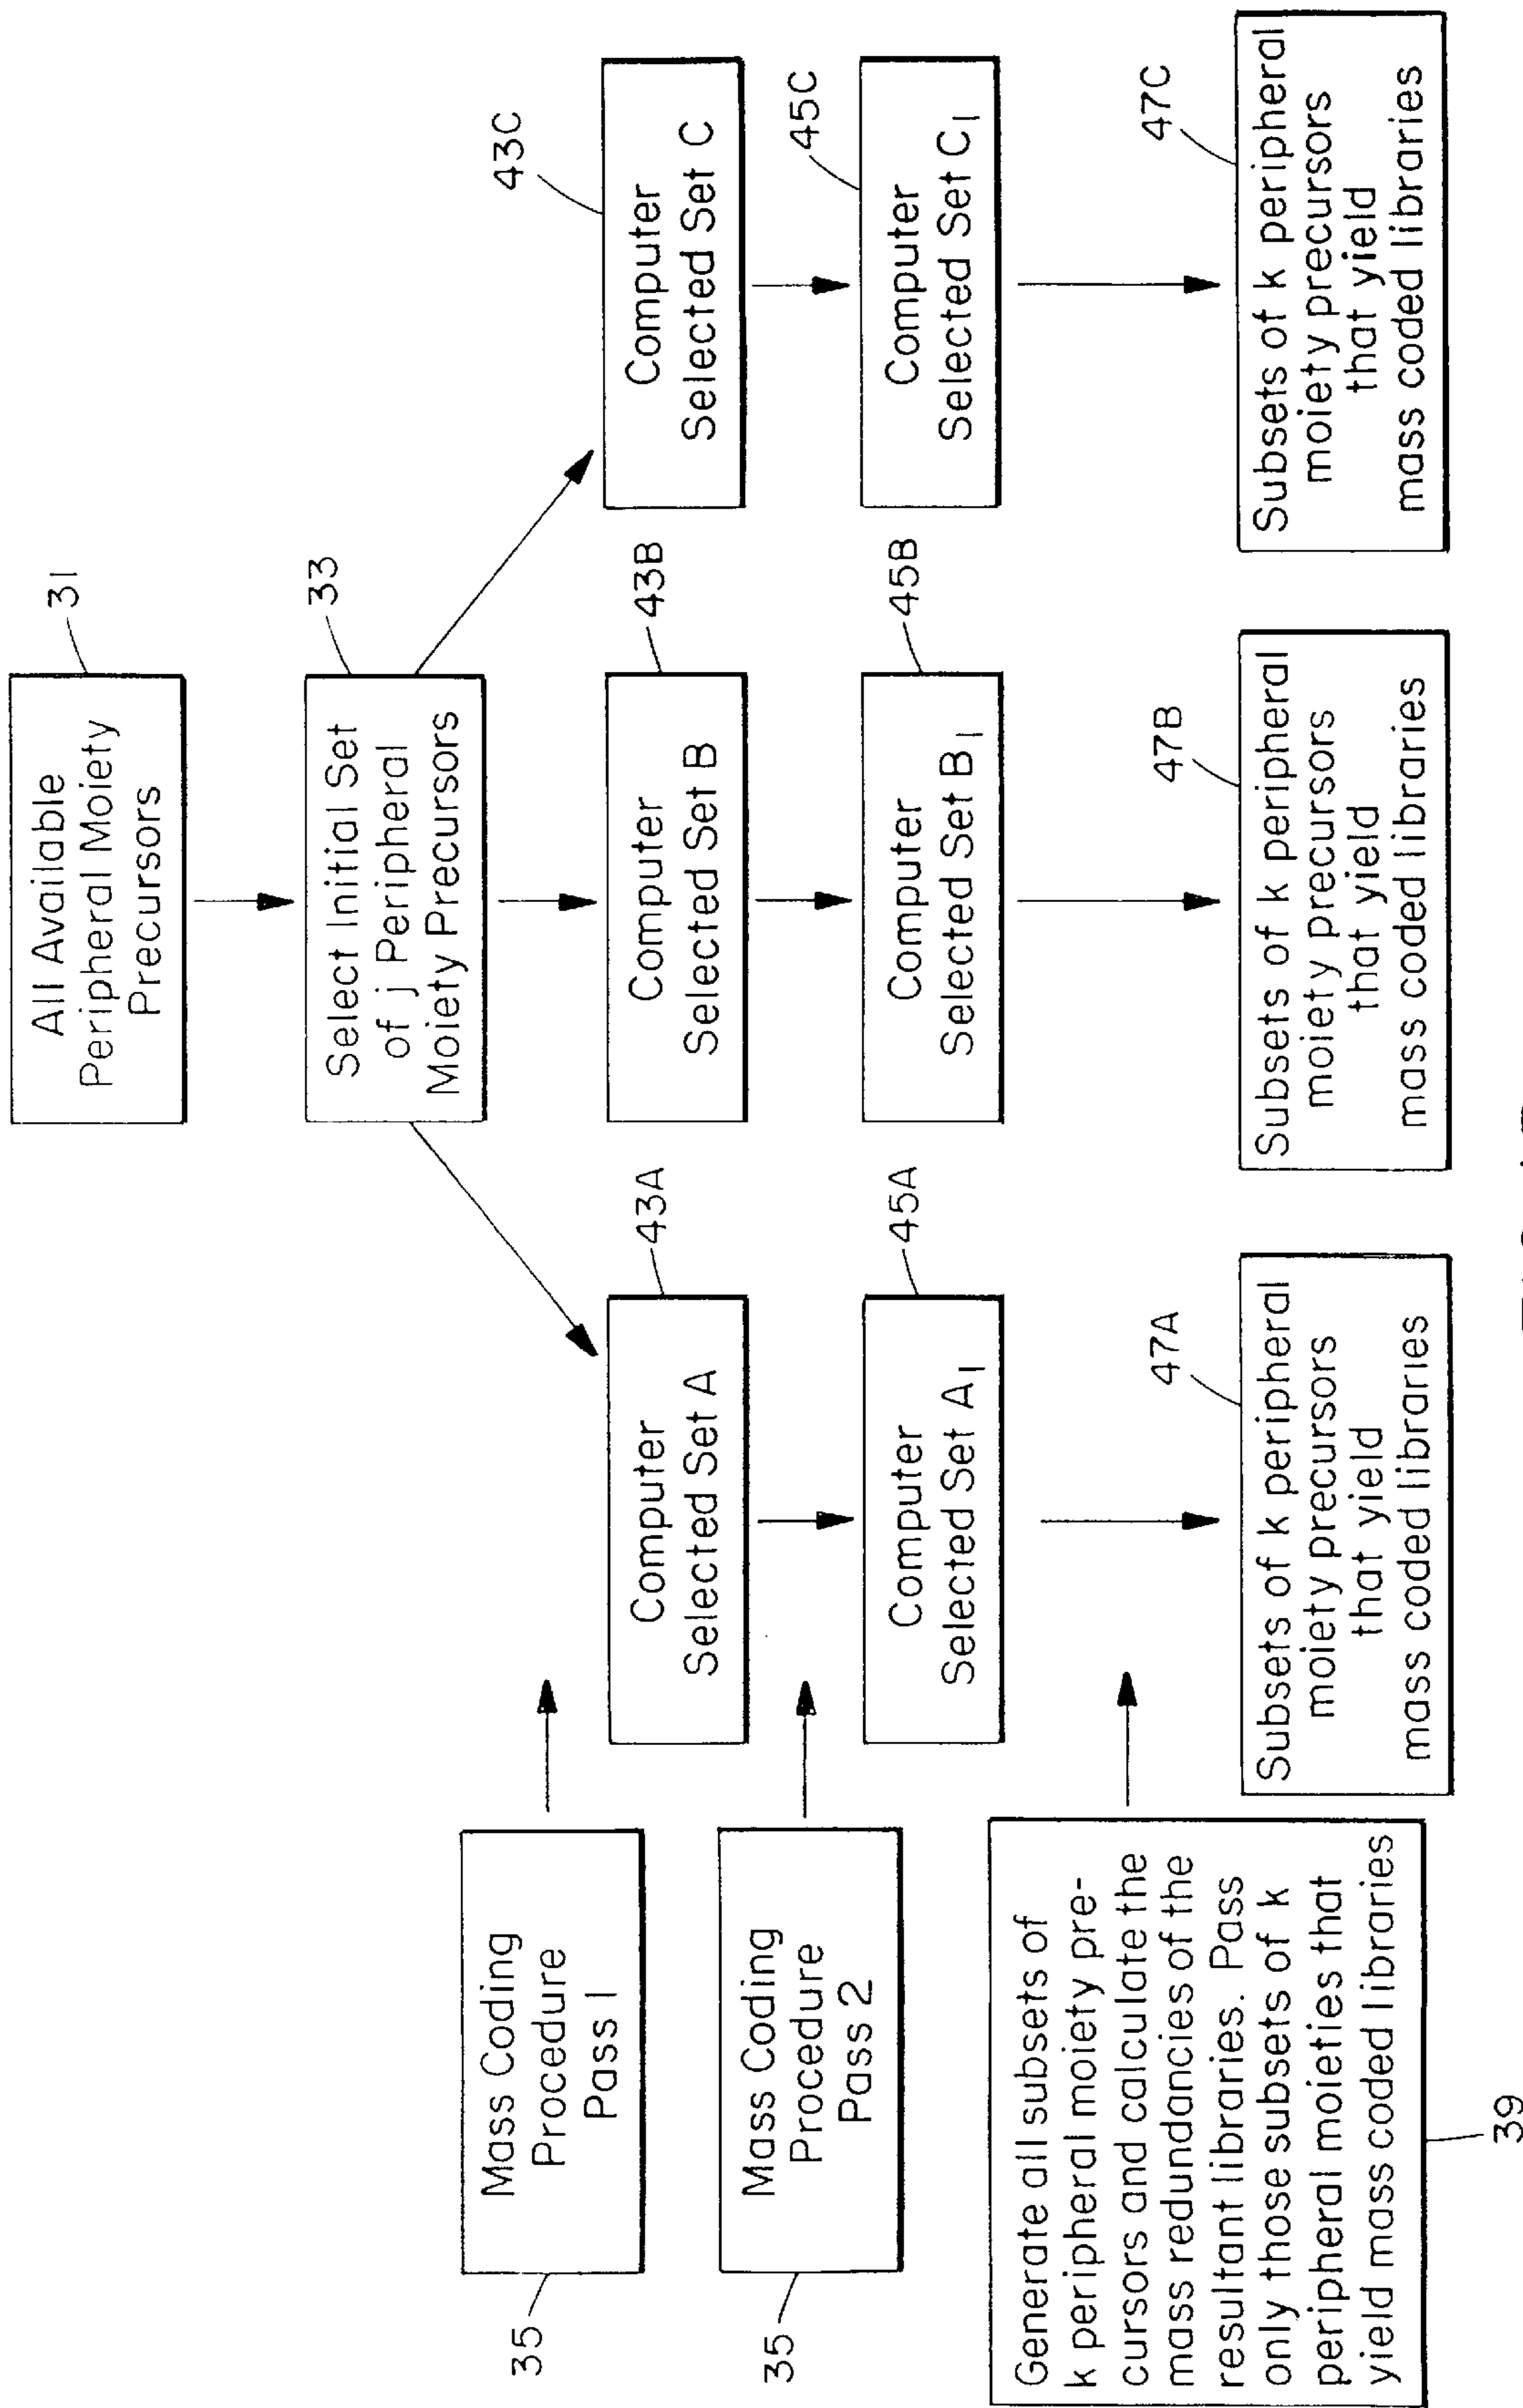 All Available
Peripheral Moiety
Precursors
31
Select Initial Set
of j Peripheral
Moiety Precursors
33
Mass Coding
Procedure
Pass 1
35
Computer
Selected Set A
43A
Computer
Selected Set B
43B
Computer
Selected Set C
43C
Mass Coding
Procedure
Pass 2
35
Computer
Selected Set A1
45A
Computer
Selected Set B1
45B
Computer
Selected Set C1
45C
Generate all subsets of
k peripheral moiety pre-
cursors and calculate the
mass redundancies of the
resultant libraries. Pass
only those subsets of k
peripheral moieties that
yield mass coded libraries
39
Subsets of k peripheral
moiety precursors
that yield
mass coded libraries
47A
Subsets of k peripheral
moiety precursors
that yield
mass coded libraries
47B
Subsets of k peripheral
moiety precursors
that yield
mass coded libraries
47C